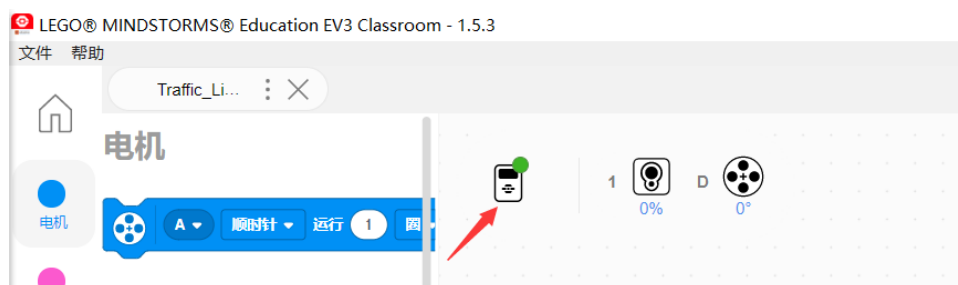 LEGO® MINDSTORMS® Education EV3 Classroom - 1.5.3
文件 帮助
Traffic_Li...
电机
电机
A 顺时针 运行 1 圈
1 0%
D 0°